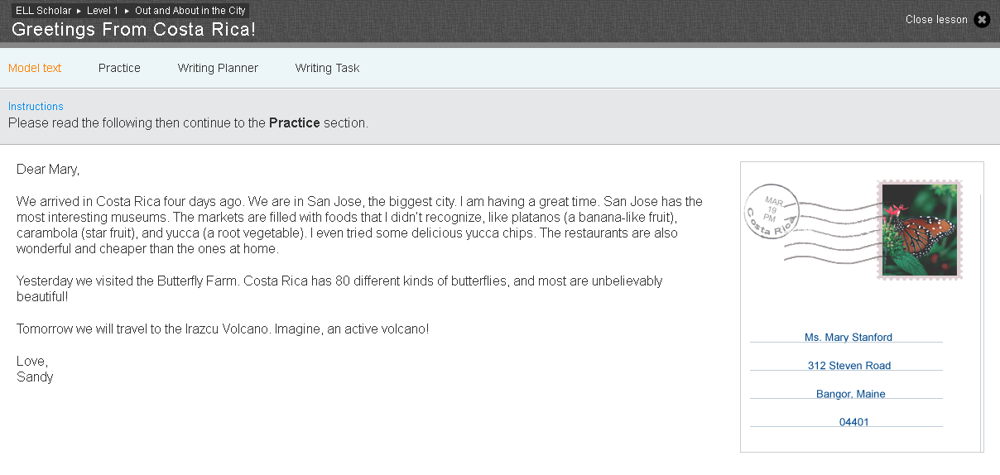 ELL Scholar ▸ Level 1 ▸ Out and About in the City
Greetings From Costa Rica!
Close lesson
Model text
Practice
Writing Planner
Writing Task
Instructions
Please read the following then continue to the Practice section.
Dear Mary,
We arrived in Costa Rica four days ago. We are in San Jose, the biggest city. I am having a great time. San Jose has the
most interesting museums. The markets are filled with foods that I didn't recognize, like platanos (a banana-like fruit),
carambola (star fruit), and yucca (a root vegetable). I even tried some delicious yucca chips. The restaurants are also
wonderful and cheaper than the ones at home.
Yesterday we visited the Butterfly Farm. Costa Rica has 80 different kinds of butterflies, and most are unbelievably
beautiful!
Tomorrow we will travel to the Irazcu Volcano. Imagine, an active volcano!
Love,
Sandy
MAR
19
PM
Costa Rica
Ms. Mary Stanford
312 Steven Road
Bangor, Maine
04401